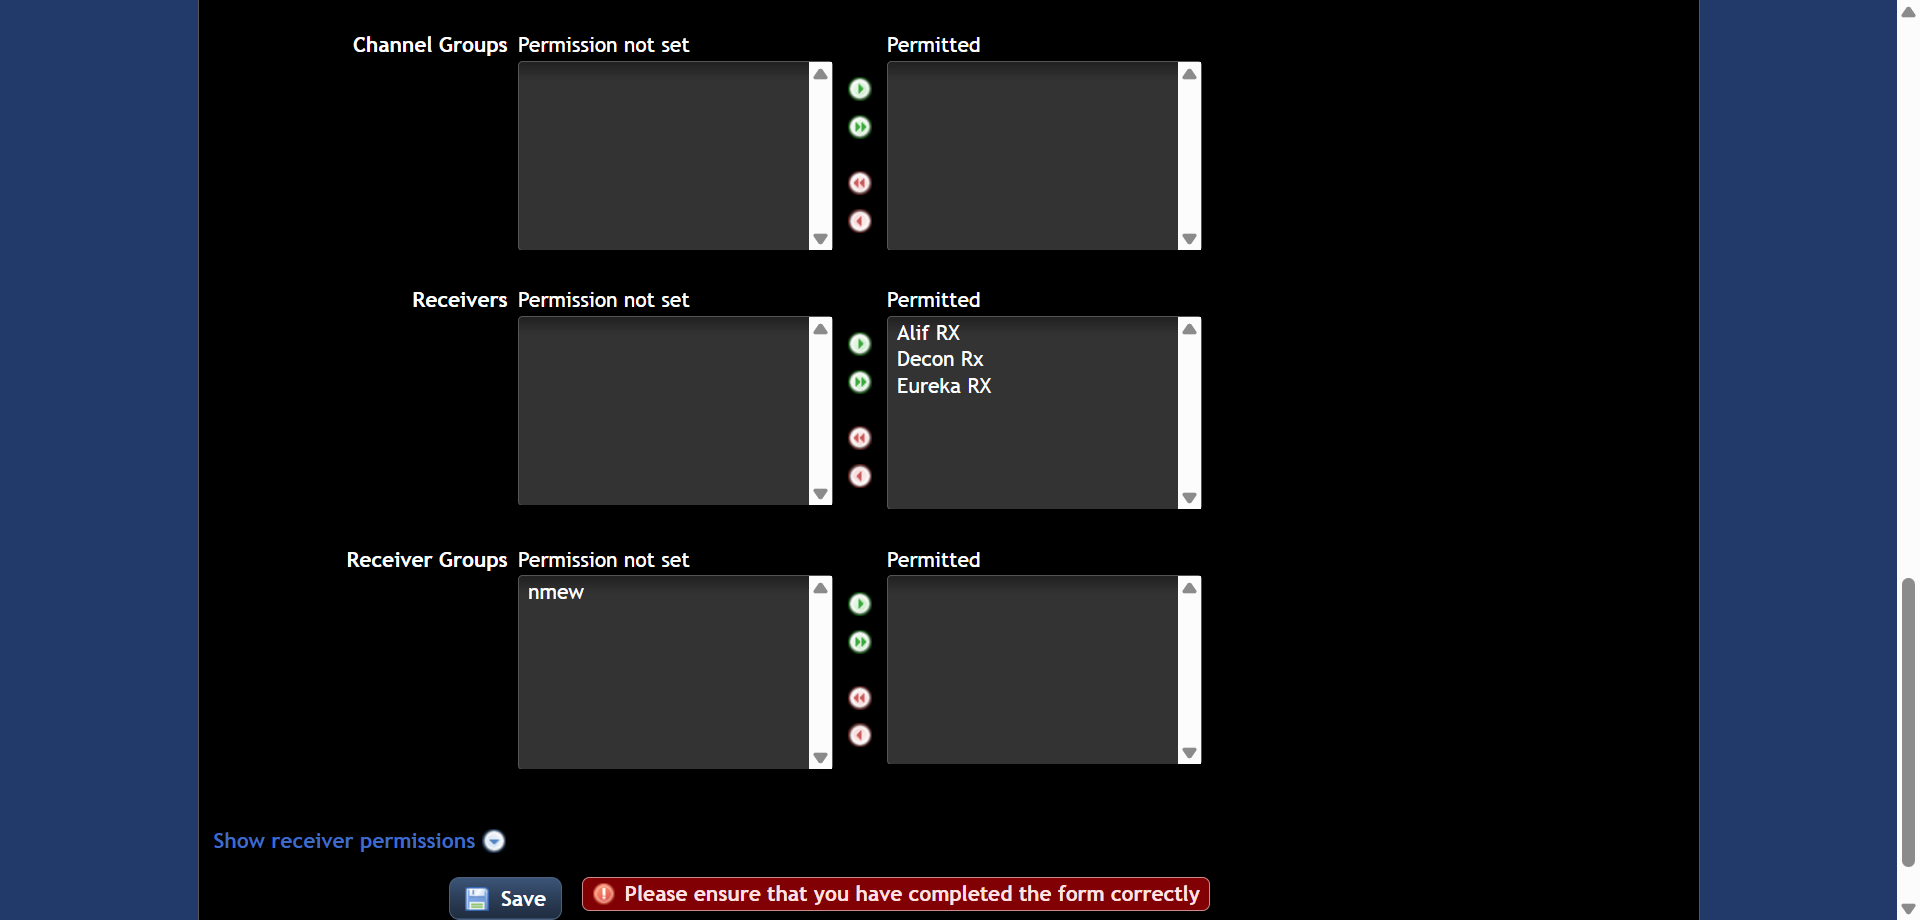 Channel Groups Permission not set Permitted
Receivers Permission not set Permitted
Alif RX
Decon Rx
Eureka RX
Receiver Groups Permission not set Permitted
nmew
Show receiver permissions
Save Please ensure that you have completed the form correctly